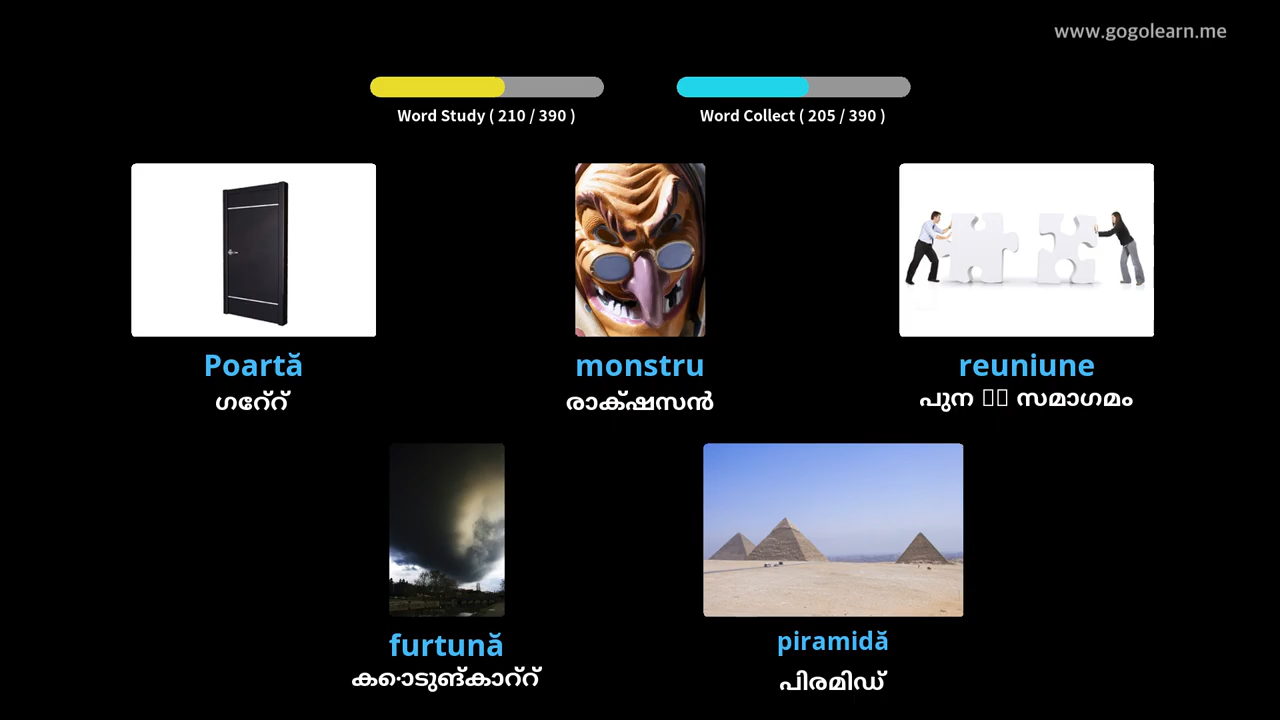 www.gogolearn.me
Word Study ( 210 / 390 )
Word Collect ( 205 / 390 )
Poartă
ഗേറ്റ്
monstru
രാക്ഷസൻ
reuniune
പുന സമാഗമം
furtună
കൊടുങ്കാറ്റ്
piramidă
പിരമിഡ്